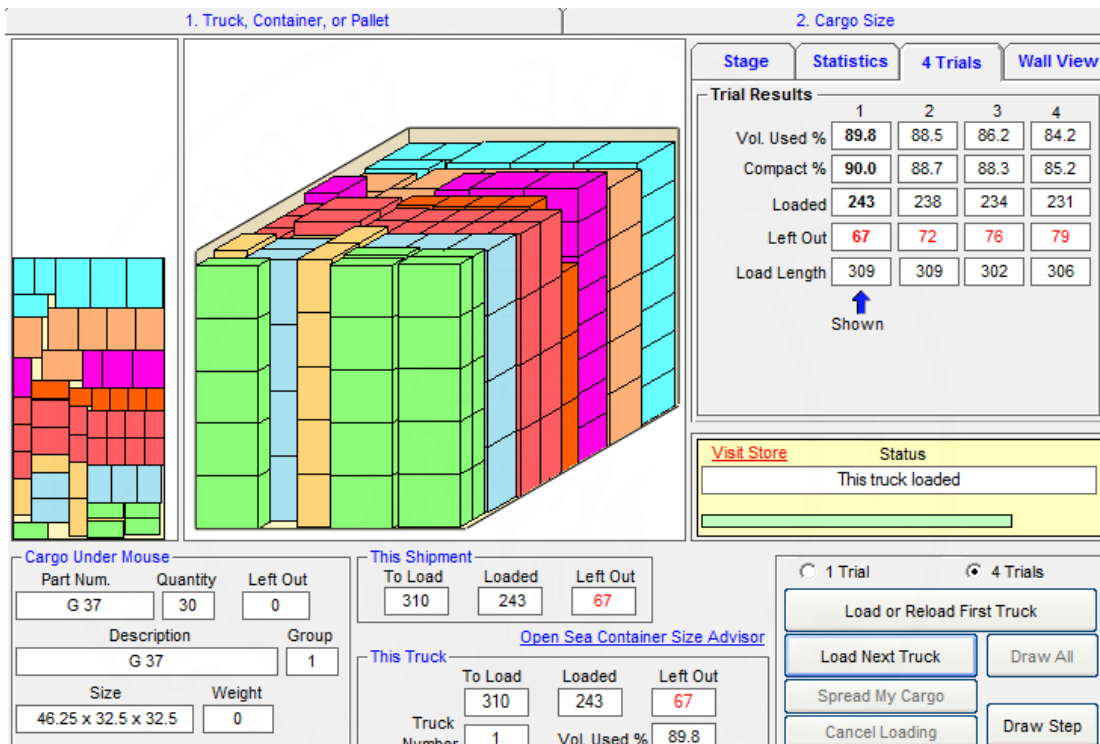 1. Truck, Container, or Pallet
2. Cargo Size
Stage
Statistics
4 Trials
Wall View
Trial Results
1 2 3 4
Vol. Used % 89.8 88.5 86.2 84.2
Compact % 90.0 88.7 88.3 85.2
Loaded 243 238 234 231
Left Out 67 72 76 79
Load Length 309 309 302 306
Shown
Visit Store Status
This truck loaded
Cargo Under Mouse
Part Num. Quantity Left Out
G 37 30 0
Description Group
G 37 1
Size Weight
46.25 x 32.5 x 32.5 0
This Shipment
To Load Loaded Left Out
310 243 67
Open Sea Container Size Advisor
This Truck
To Load Loaded Left Out
310 243 67
Truck
Number 1 Vol. Used % 89.8
1 Trial 4 Trials
Load or Reload First Truck
Load Next Truck Draw All
Spread My Cargo
Cancel Loading Draw Step